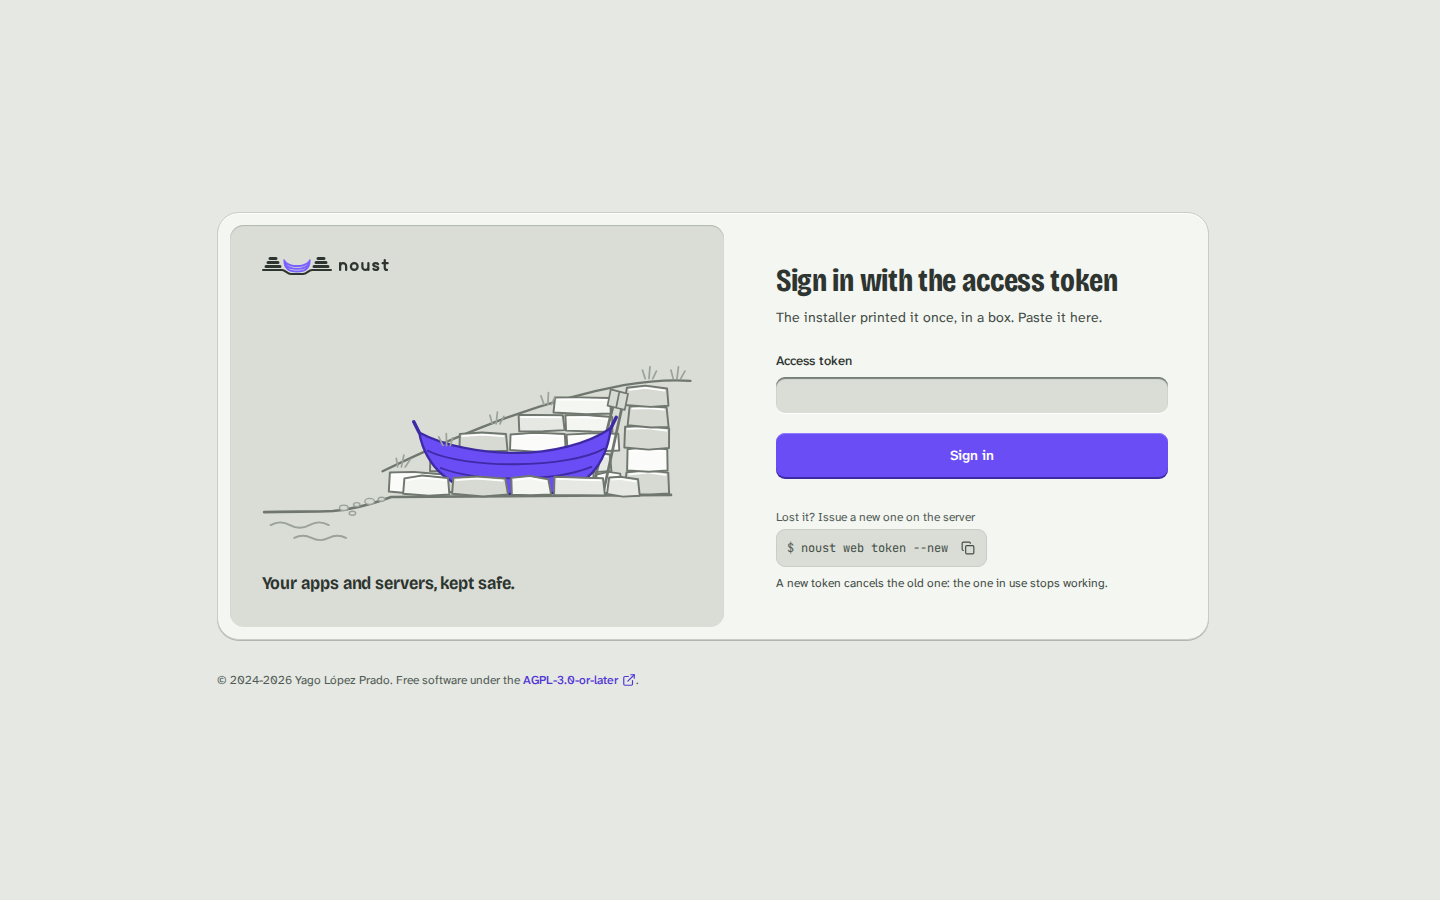 noust
Your apps and servers, kept safe.
Sign in with the access token
The installer printed it once, in a box. Paste it here.
Access token
Sign in
Lost it? Issue a new one on the server
$ noust web token --new
A new token cancels the old one: the one in use stops working.
© 2024-2026 Yago López Prado. Free software under the AGPL-3.0-or-later.